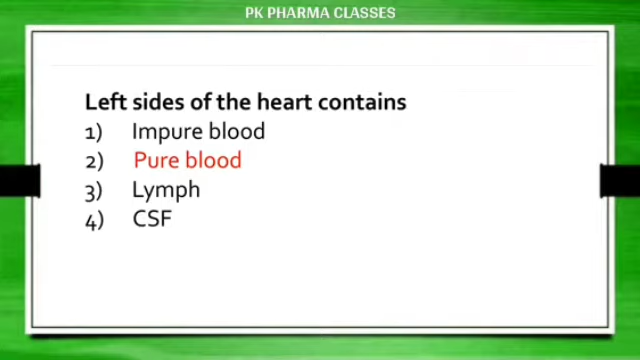 PK PHARMA CLASSES
Left sides of the heart contains
1) Impure blood
2) Pure blood
3) Lymph
4) CSF